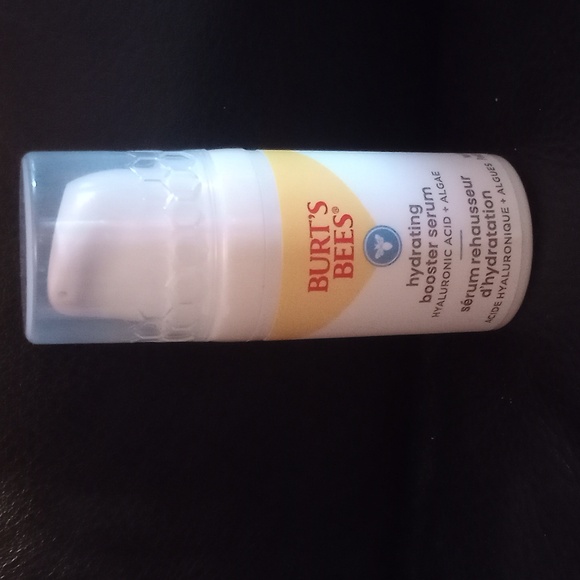 BURT'S
BEES®
hydrating
booster serum
HYALURONIC ACID + ALGAE
sérum rehausseur
d'hydratation
ACIDE HYALURONIQUE + ALGUES